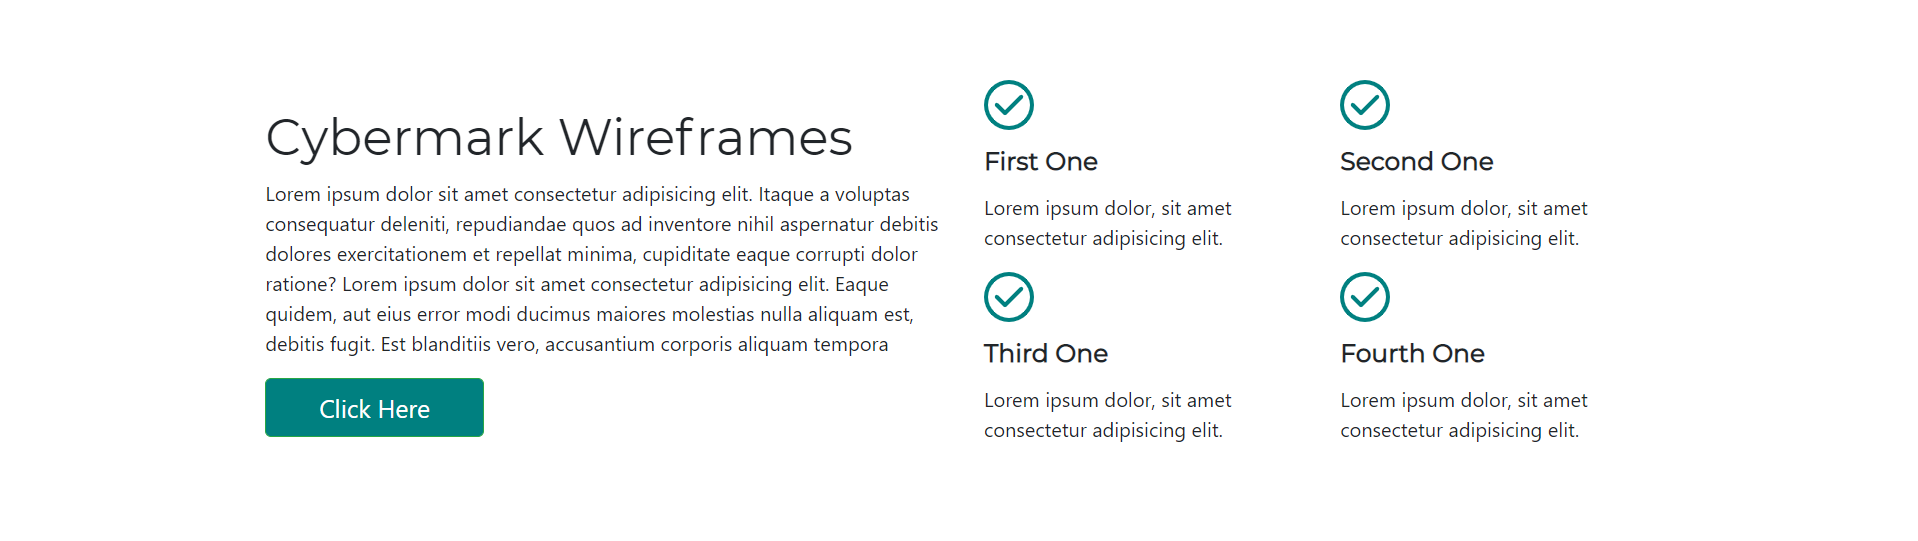 Cybermark Wireframes
Lorem ipsum dolor sit amet consectetur adipisicing elit. Itaque a voluptas
consequatur deleniti, repudiandae quos ad inventore nihil aspernatur debitis
dolores exercitationem et repellat minima, cupiditate eaque corrupti dolor
ratione? Lorem ipsum dolor sit amet consectetur adipisicing elit. Eaque
quidem, aut eius error modi ducimus maiores molestias nulla aliquam est,
debitis fugit. Est blanditiis vero, accusantium corporis aliquam tempora
Click Here
First One
Lorem ipsum dolor, sit amet
consectetur adipisicing elit.
Second One
Lorem ipsum dolor, sit amet
consectetur adipisicing elit.
Third One
Lorem ipsum dolor, sit amet
consectetur adipisicing elit.
Fourth One
Lorem ipsum dolor, sit amet
consectetur adipisicing elit.